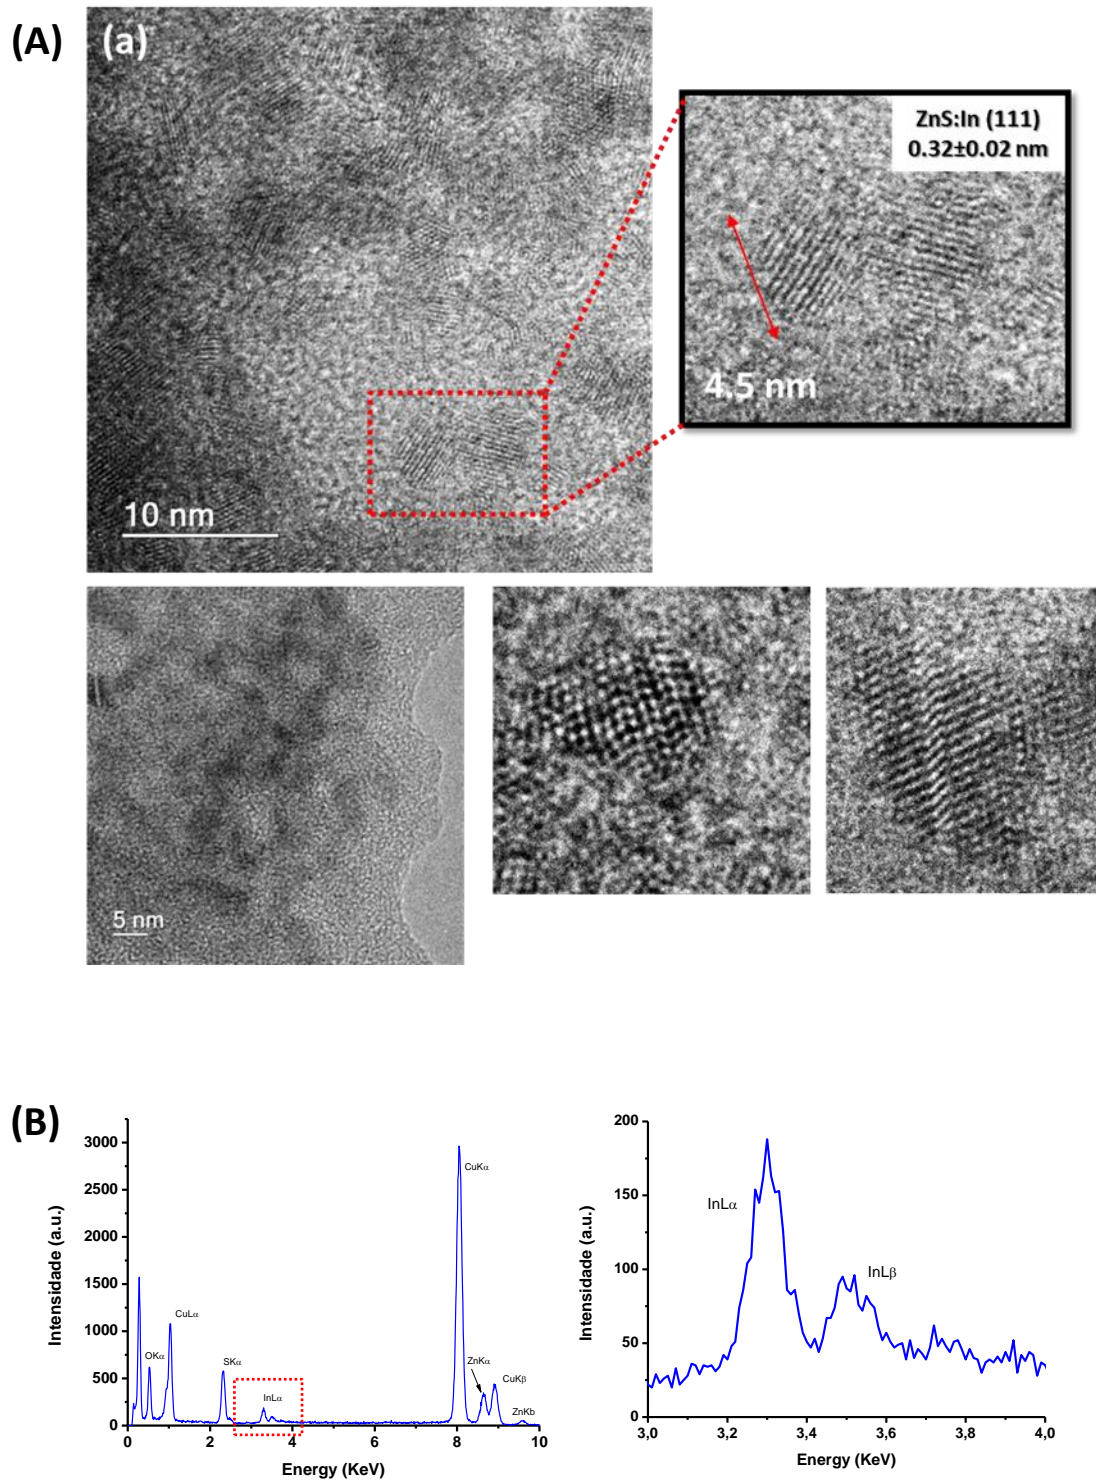 (A)
(a)
ZnS:In (111)
0.32±0.02 nm
4.5 nm
10 nm
5 nm
(B)
3000
2500
2000
1500
1000
500
0
0
2
4
6
8
10
Intensidade (a.u.)
Energy (KeV)
OKα
CuLα
SKα
InLα
CuKα
ZnKα
CuKβ
ZnKb
200
150
100
50
0
3,0
3,2
3,4
3,6
3,8
4,0
Intensidade (a.u.)
Energy (KeV)
InLα
InLβ